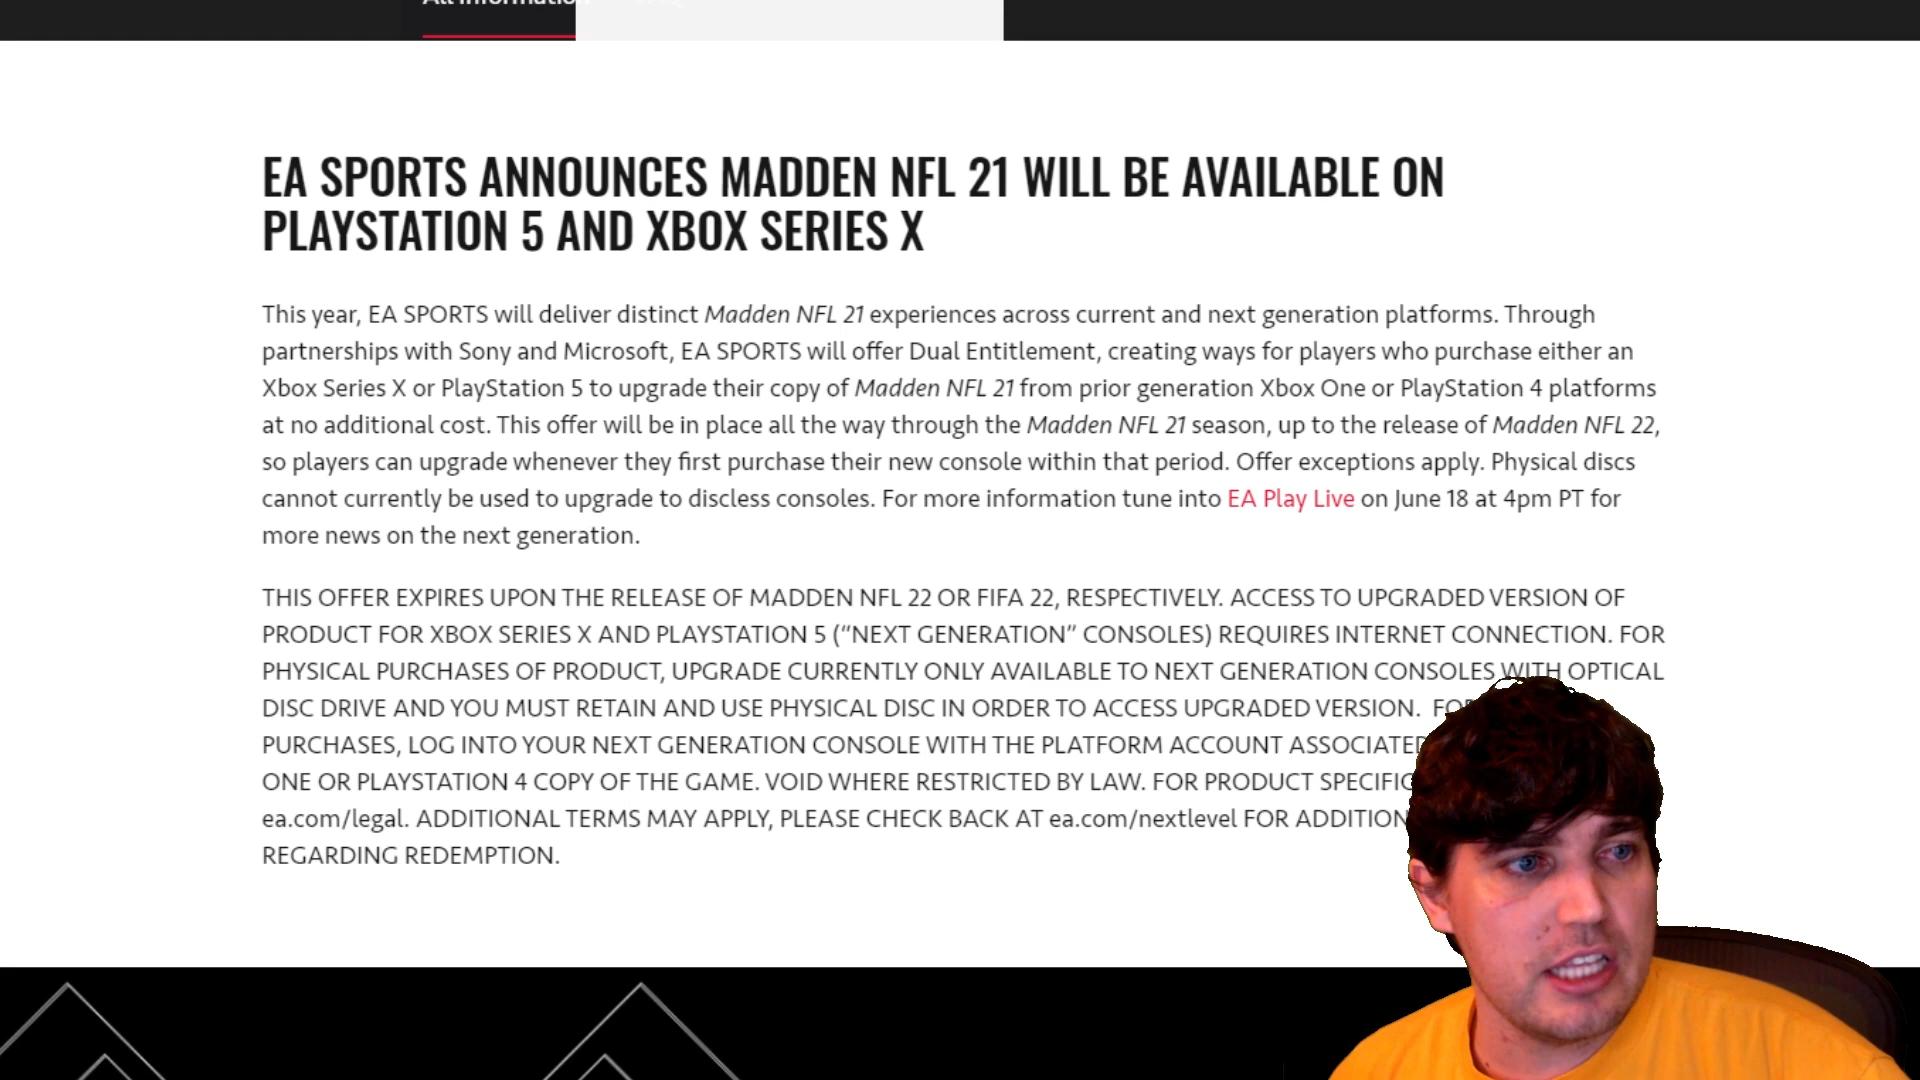 All Information
EA SPORTS ANNOUNCES MADDEN NFL 21 WILL BE AVAILABLE ON
PLAYSTATION 5 AND XBOX SERIES X
This year, EA SPORTS will deliver distinct Madden NFL 21 experiences across current and next generation platforms. Through
partnerships with Sony and Microsoft, EA SPORTS will offer Dual Entitlement, creating ways for players who purchase either an
Xbox Series X or PlayStation 5 to upgrade their copy of Madden NFL 21 from prior generation Xbox One or PlayStation 4 platforms
at no additional cost. This offer will be in place all the way through the Madden NFL 21 season, up to the release of Madden NFL 22,
so players can upgrade whenever they first purchase their new console within that period. Offer exceptions apply. Physical discs
cannot currently be used to upgrade to discless consoles. For more information tune into EA Play Live on June 18 at 4pm PT for
more news on the next generation.
THIS OFFER EXPIRES UPON THE RELEASE OF MADDEN NFL 22 OR FIFA 22, RESPECTIVELY. ACCESS TO UPGRADED VERSION OF
PRODUCT FOR XBOX SERIES X AND PLAYSTATION 5 (“NEXT GENERATION” CONSOLES) REQUIRES INTERNET CONNECTION. FOR
PHYSICAL PURCHASES OF PRODUCT, UPGRADE CURRENTLY ONLY AVAILABLE TO NEXT GENERATION CONSOLES WITH OPTICAL
DISC DRIVE AND YOU MUST RETAIN AND USE PHYSICAL DISC IN ORDER TO ACCESS UPGRADED VERSION. FOR
PURCHASES, LOG INTO YOUR NEXT GENERATION CONSOLE WITH THE PLATFORM ACCOUNT ASSOCIATED
ONE OR PLAYSTATION 4 COPY OF THE GAME. VOID WHERE RESTRICTED BY LAW. FOR PRODUCT SPECIFIC
ea.com/legal. ADDITIONAL TERMS MAY APPLY, PLEASE CHECK BACK AT ea.com/nextlevel FOR ADDITION
REGARDING REDEMPTION.